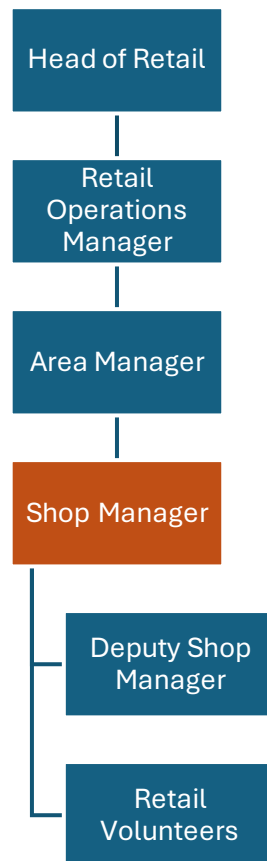 Head of Retail
Retail
Operations
Manager
Area Manager
Shop Manager
Deputy Shop
Manager
Retail
Volunteers